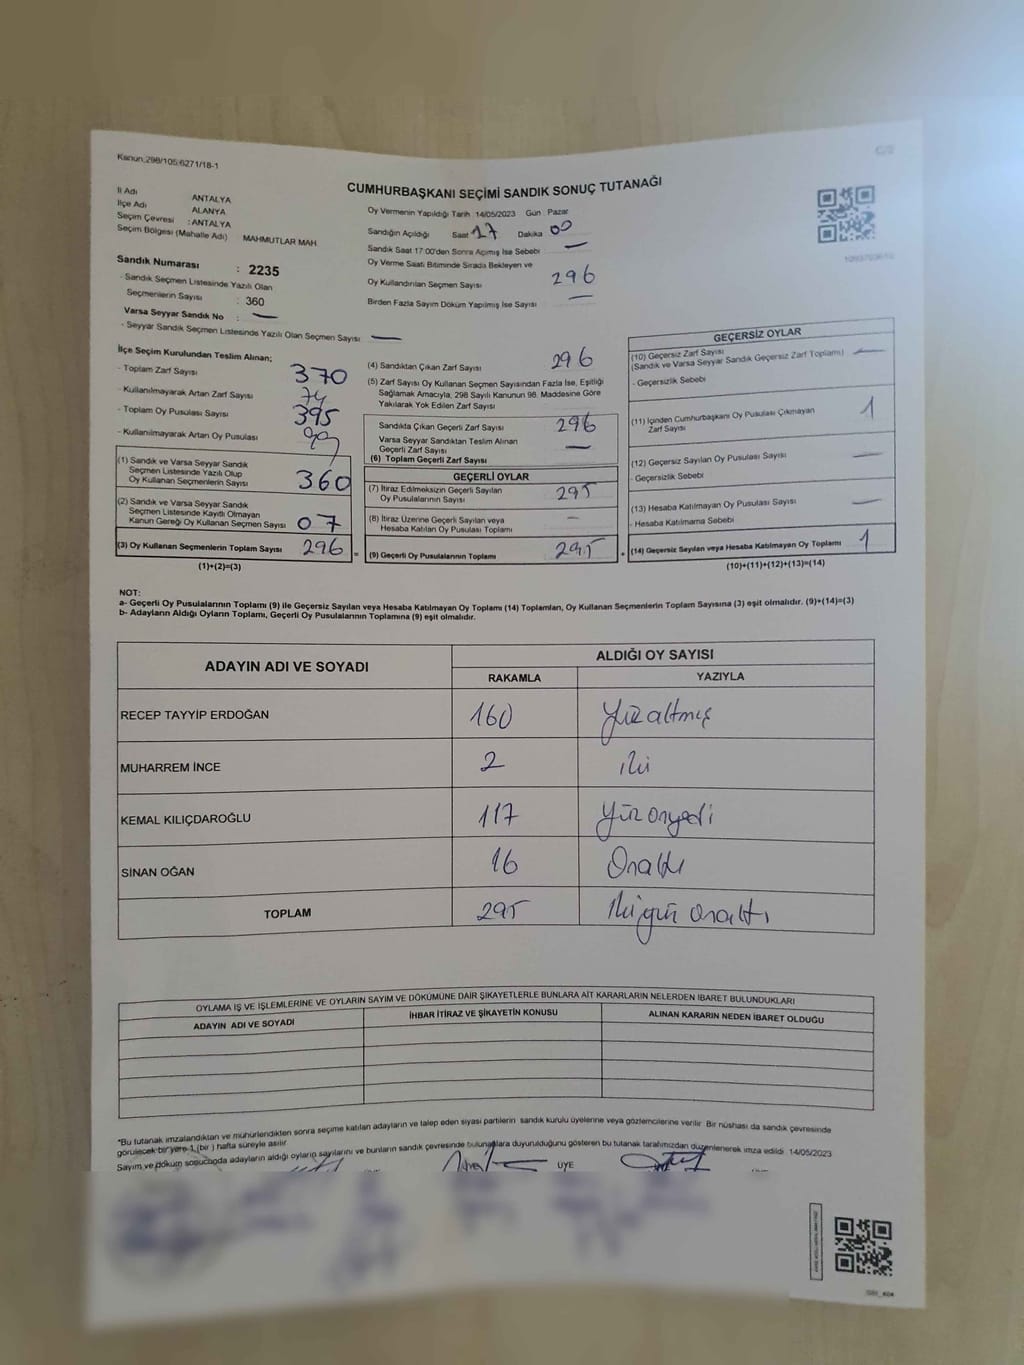 Kanun:298/105;6271/18-1
CUMHURBAŞKANI SEÇİMİ SANDIK SONUÇ TUTANAĞI
İl Adı ANTALYA
İlçe Adı ALANYA
Seçim Çevresi : ANTALYA
Seçim Bölgesi (Mahalle Adı) MAHMUTLAR MAH
Sandık Numarası : 2235
- Sandık Seçmen Listesinde Yazılı Olan
Seçmenlerin Sayısı : 360
Varsa Seyyar Sandık No : —
- Seyyar Sandık Seçmen Listesinde Yazılı Olan Seçmen Sayısı —
Oy Vermenin Yapıldığı Tarih :14/05/2023 Gün : Pazar
Sandığın Açıldığı Saat 17 Dakika 00
Sandık Saat 17:00'den Sonra Açımış İse Sebebi —
Oy Verme Saati Bitiminde Sırada Bekleyen ve
Oy Kullandırılan Seçmen Sayısı 296
Birden Fazla Sayım Döküm Yapılmış İse Sayısı —
İlçe Seçim Kurulundan Teslim Alınan;
- Toplam Zarf Sayısı 370
- Kullanılmayarak Artan Zarf Sayısı 74
- Toplam Oy Pusulası Sayısı 395
- Kullanılmayarak Artan Oy Pusulası 99
(1) Sandık ve Varsa Seyyar Sandık
Seçmen Listesinde Yazılı Olup
Oy Kullanan Seçmenlerin Sayısı 360
(2) Sandık ve Varsa Seyyar Sandık
Seçmen Listesinde Kayıtlı Olmayan
Kanun Gereği Oy Kullanan Seçmen Sayısı 07
(3) Oy Kullanan Seçmenlerin Toplam Sayısı 296 =
(1)+(2)=(3)
(4) Sandıktan Çıkan Zarf Sayısı 296
(5) Zarf Sayısı Oy Kullanan Seçmen Sayısından Fazla İse, Eşitliği
Sağlamak Amacıyla, 298 Sayılı Kanunun 98. Maddesine Göre
Yakılarak Yok Edilen Zarf Sayısı
Sandıkta Çıkan Geçerli Zarf Sayısı 296
Varsa Seyyar Sandıktan Teslim Alınan
Geçerli Zarf Sayısı —
(6) Toplam Geçerli Zarf Sayısı
GEÇERLİ OYLAR
(7) İtiraz Edilmeksizin Geçerli Sayılan
Oy Pusulalarının Sayısı 295
(8) İtiraz Üzerine Geçerli Sayılan veya
Hesaba Katılan Oy Pusulası Toplamı —
(9) Geçerli Oy Pusulalarının Toplamı 295 +
GEÇERSİZ OYLAR
(10) Geçersiz Zarf Sayısı
(Sandık ve Varsa Seyyar Sandık Geçersiz Zarf Toplamı) —
- Geçersizlik Sebebi
(11) İçinden Cumhurbaşkanı Oy Pusulası Çıkmayan
Zarf Sayısı 1
(12) Geçersiz Sayılan Oy Pusulası Sayısı —
- Geçersizlik Sebebi
(13) Hesaba Katılmayan Oy Pusulası Sayısı —
- Hesaba Katılmama Sebebi
(14) Geçersiz Sayılan veya Hesaba Katılmayan Oy Toplamı 1
(10)+(11)+(12)+(13)=(14)
NOT:
a- Geçerli Oy Pusulalarının Toplamı (9) ile Geçersiz Sayılan veya Hesaba Katılmayan Oy Toplamı (14) Toplamları, Oy Kullanan Seçmenlerin Toplam Sayısına (3) eşit olmalıdır. (9)+(14)=(3)
b- Adayların Aldığı Oyların Toplamı, Geçerli Oy Pusulalarının Toplamına (9) eşit olmalıdır.
ADAYIN ADI VE SOYADI
ALDIĞI OY SAYISI
RAKAMLA YAZIYLA
RECEP TAYYİP ERDOĞAN 160 Yüzaltmış
MUHARREM İNCE 2 iki
KEMAL KILIÇDAROĞLU 117 Yüzonyedi
SİNAN OĞAN 16 Onaltı
TOPLAM 295
OYLAMA İŞ VE İŞLEMLERİNE VE OYLARIN SAYIM VE DÖKÜMÜNE DAİR ŞİKAYETLERLE BUNLARA AİT KARARLARIN NELERDEN İBARET BULUNDUKLARI
ADAYIN ADI VE SOYADI İHBAR İTİRAZ VE ŞİKAYETİN KONUSU ALINAN KARARIN NEDEN İBARET OLDUĞU
"Bu tutanak imzalandıktan ve mühürlendikten sonra seçime katılan adayların ve talep eden siyasi partilerin sandık kurulu üyelerine veya gözlemcilerine verilir. Bir nüshası da sandık çevresinde
görülecek bir yere 1 (bir) hafta süreyle asılır.
Sayım ve döküm sonucnda adayların aldığı oyların sayılarını ve bunların sandık çevresinde bulunanlara duyurulduğunu gösteren bu tutanak tarafımızdan düzenlenerek imza edildi 14/05/2023
ÜYE